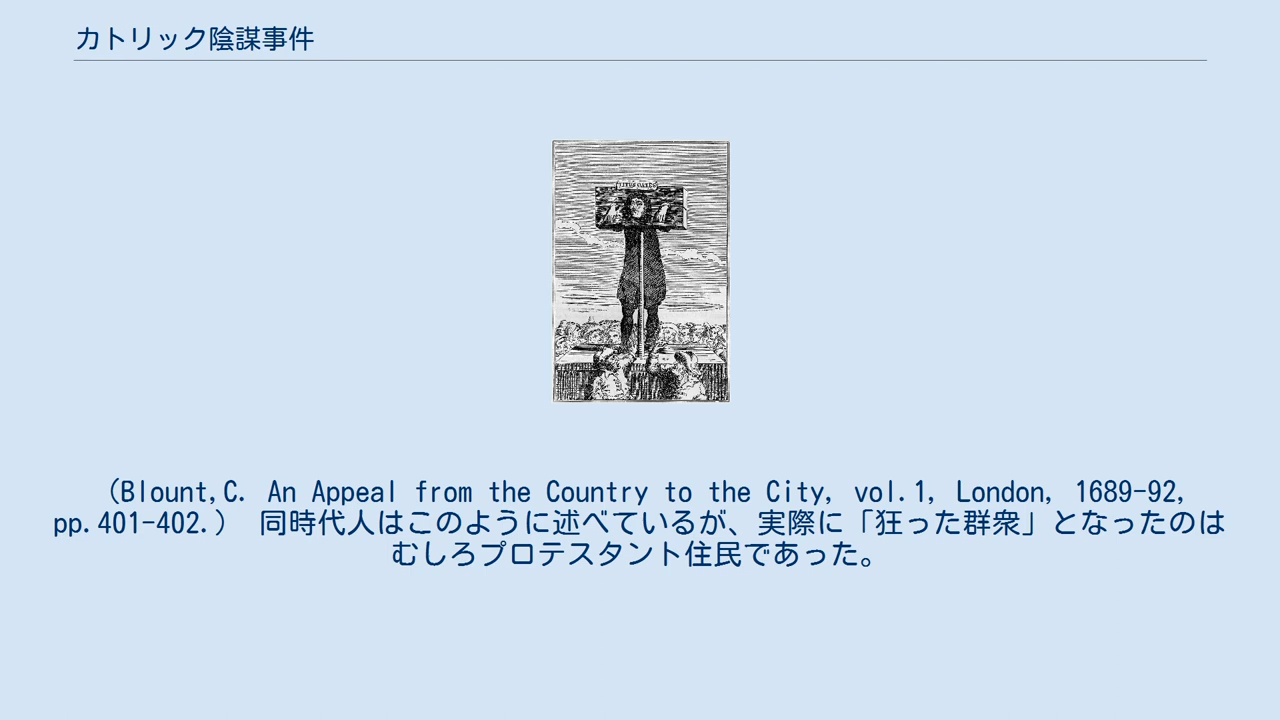 カトリック陰謀事件
（Blount,C. An Appeal from the Country to the City, vol.1, London, 1689-92,
pp.401-402.） 同時代人はこのように述べているが、実際に「狂った群衆」となったのは
むしろプロテスタント住民であった。